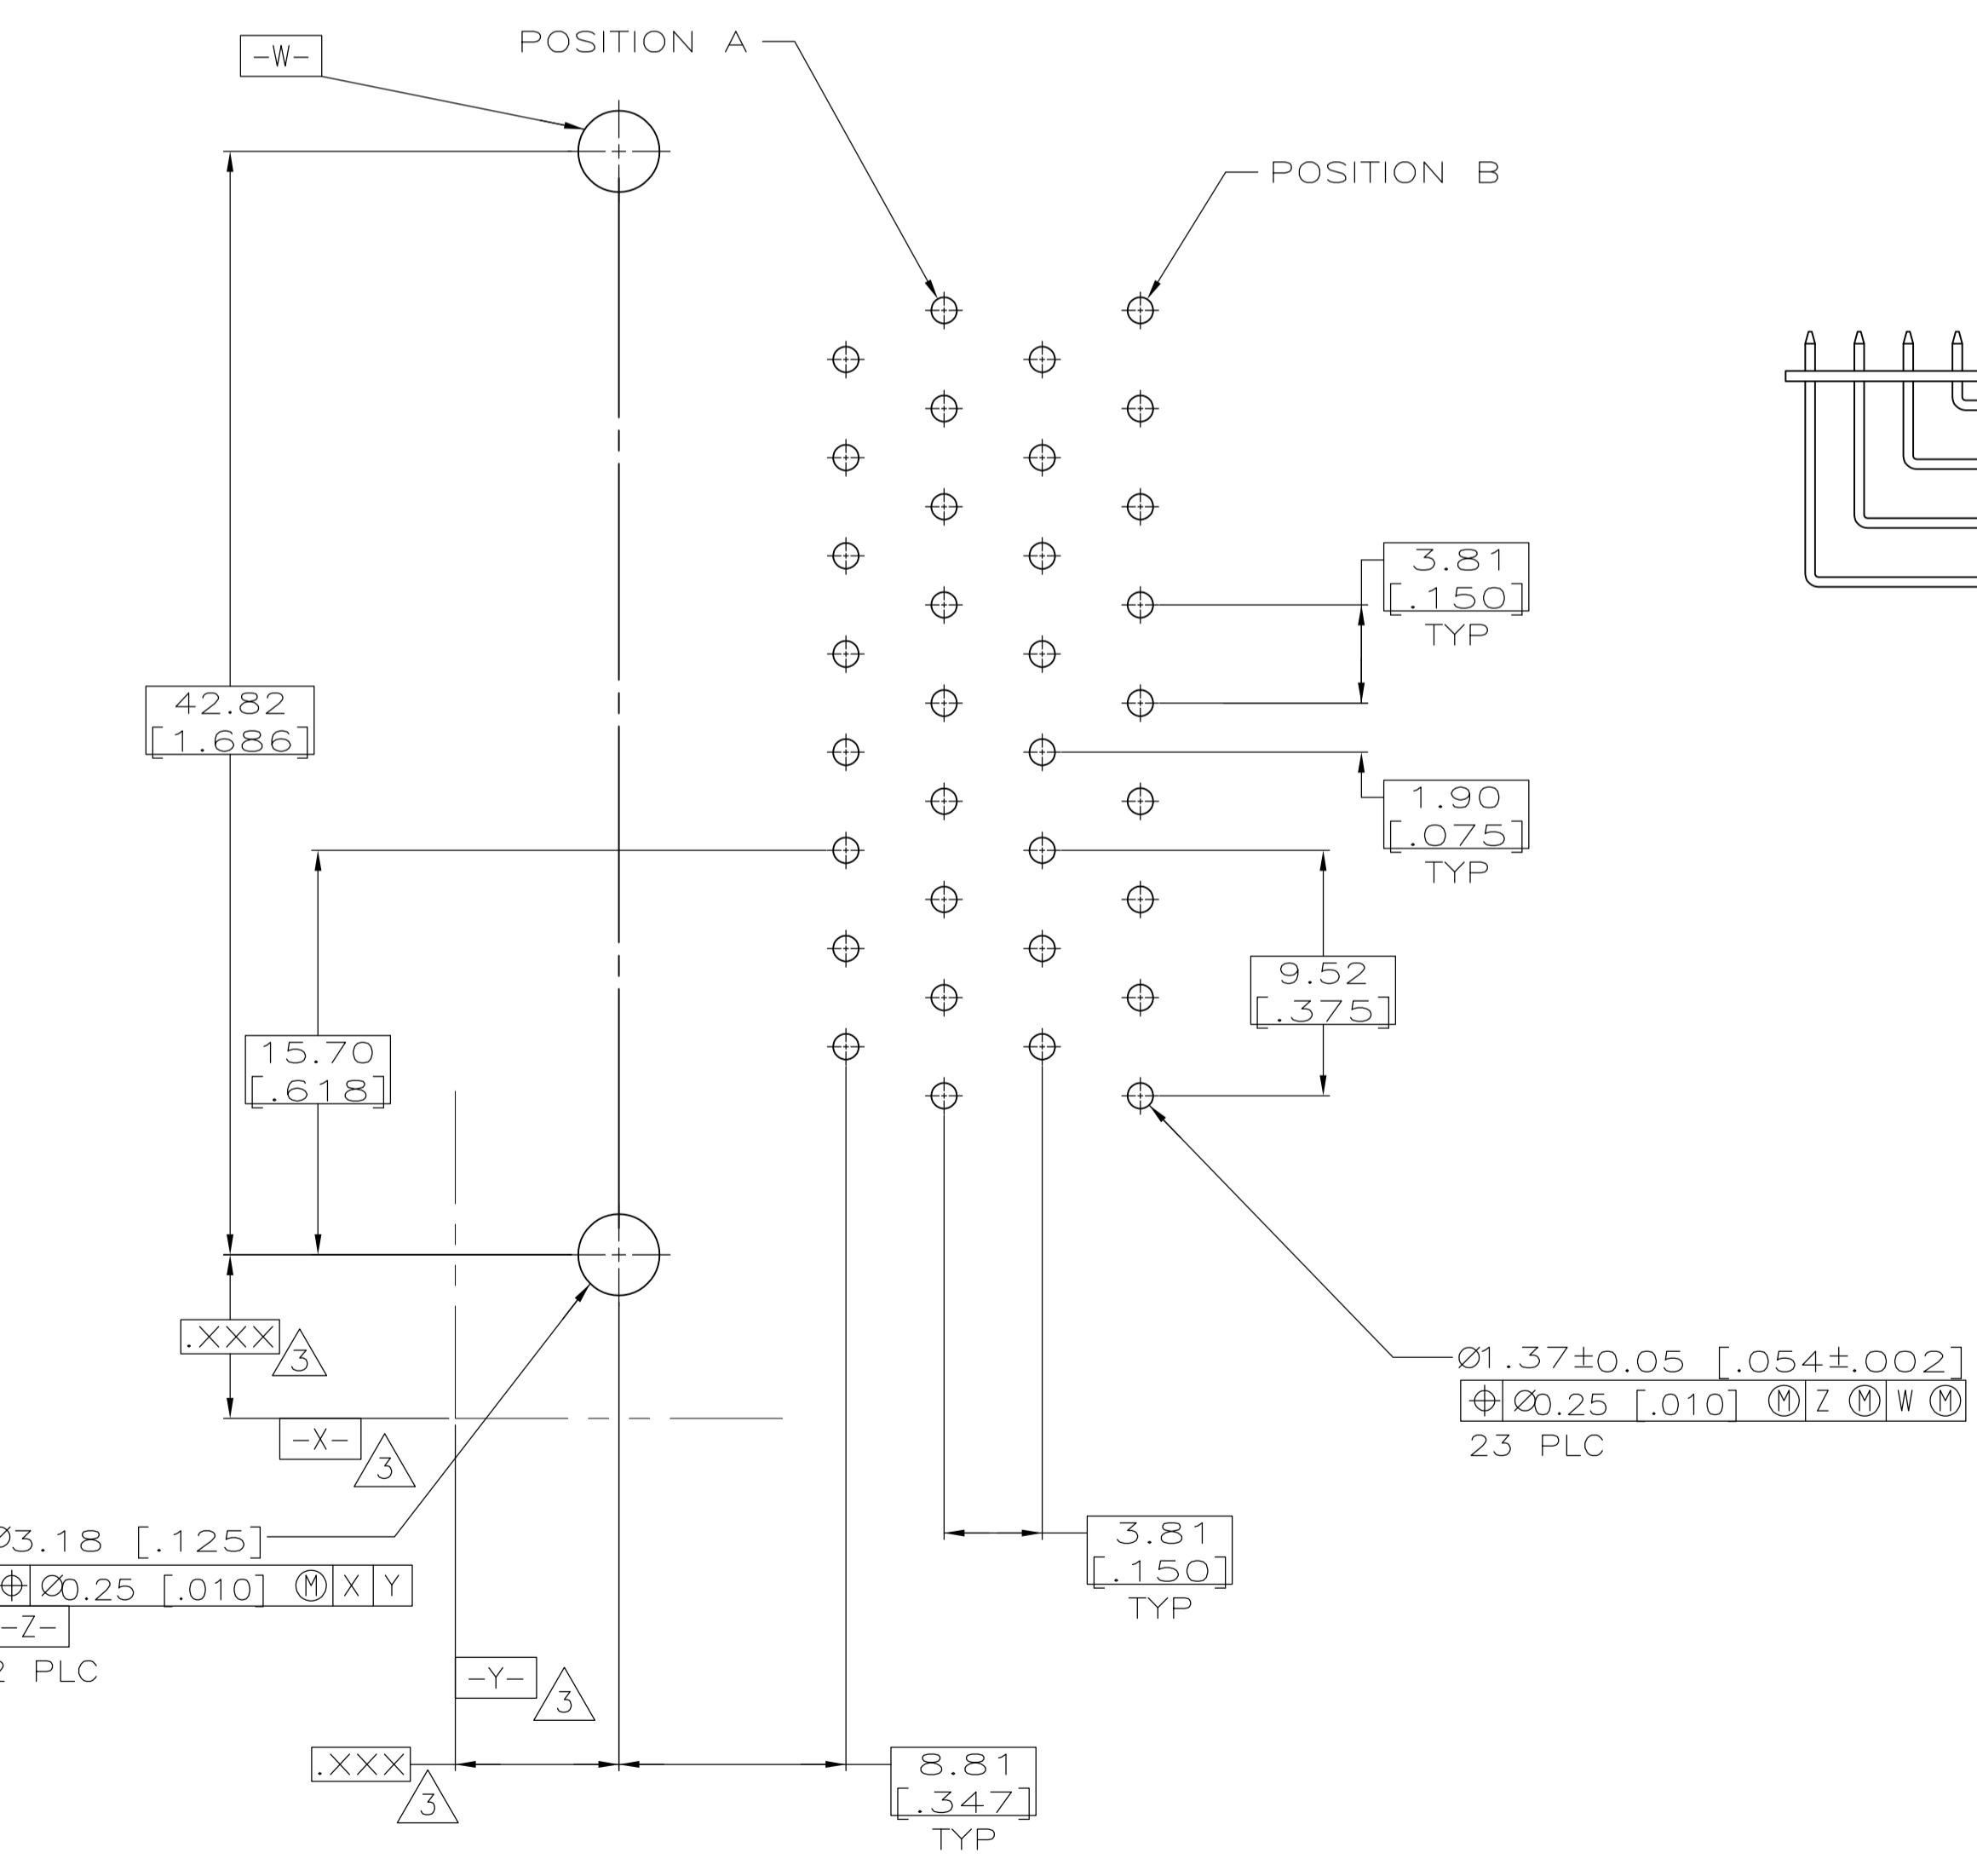 -W-
POSITION A
POSITION B
3.81
[.150]
TYP
42.82
[1.686]
1.90
[.075]
TYP
9.52
[.375]
15.70
[.618]
.XXX
3
-X-
3
Ø1.37±0.05 [.054±.002]
⌖ Ø0.25 [.010] Ⓜ Z Ⓜ W Ⓜ
23 PLC
Ø3.18 [.125]
⌖ Ø0.25 [.010] Ⓜ X Y
-Z-
2 PLC
3.81
[.150]
TYP
-Y-
3
.XXX
3
8.81
[.347]
TYP